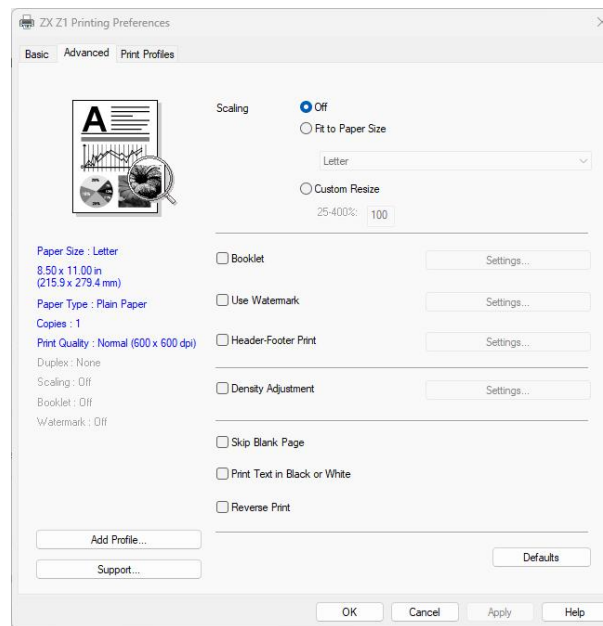 ZX Z1 Printing Preferences
Basic Advanced Print Profiles
A
Scaling
Off
Fit to Paper Size
Letter
Custom Resize
25-400%: 100
Paper Size : Letter
8.50 x 11.00 in
(215.9 x 279.4 mm)
Paper Type : Plain Paper
Copies : 1
Print Quality : Normal (600 x 600 dpi)
Duplex : None
Scaling : Off
Booklet : Off
Watermark : Off
Booklet Settings...
Use Watermark Settings...
Header-Footer Print Settings...
Density Adjustment Settings...
Skip Blank Page
Print Text in Black or White
Reverse Print
Add Profile...
Support...
Defaults
OK Cancel Apply Help